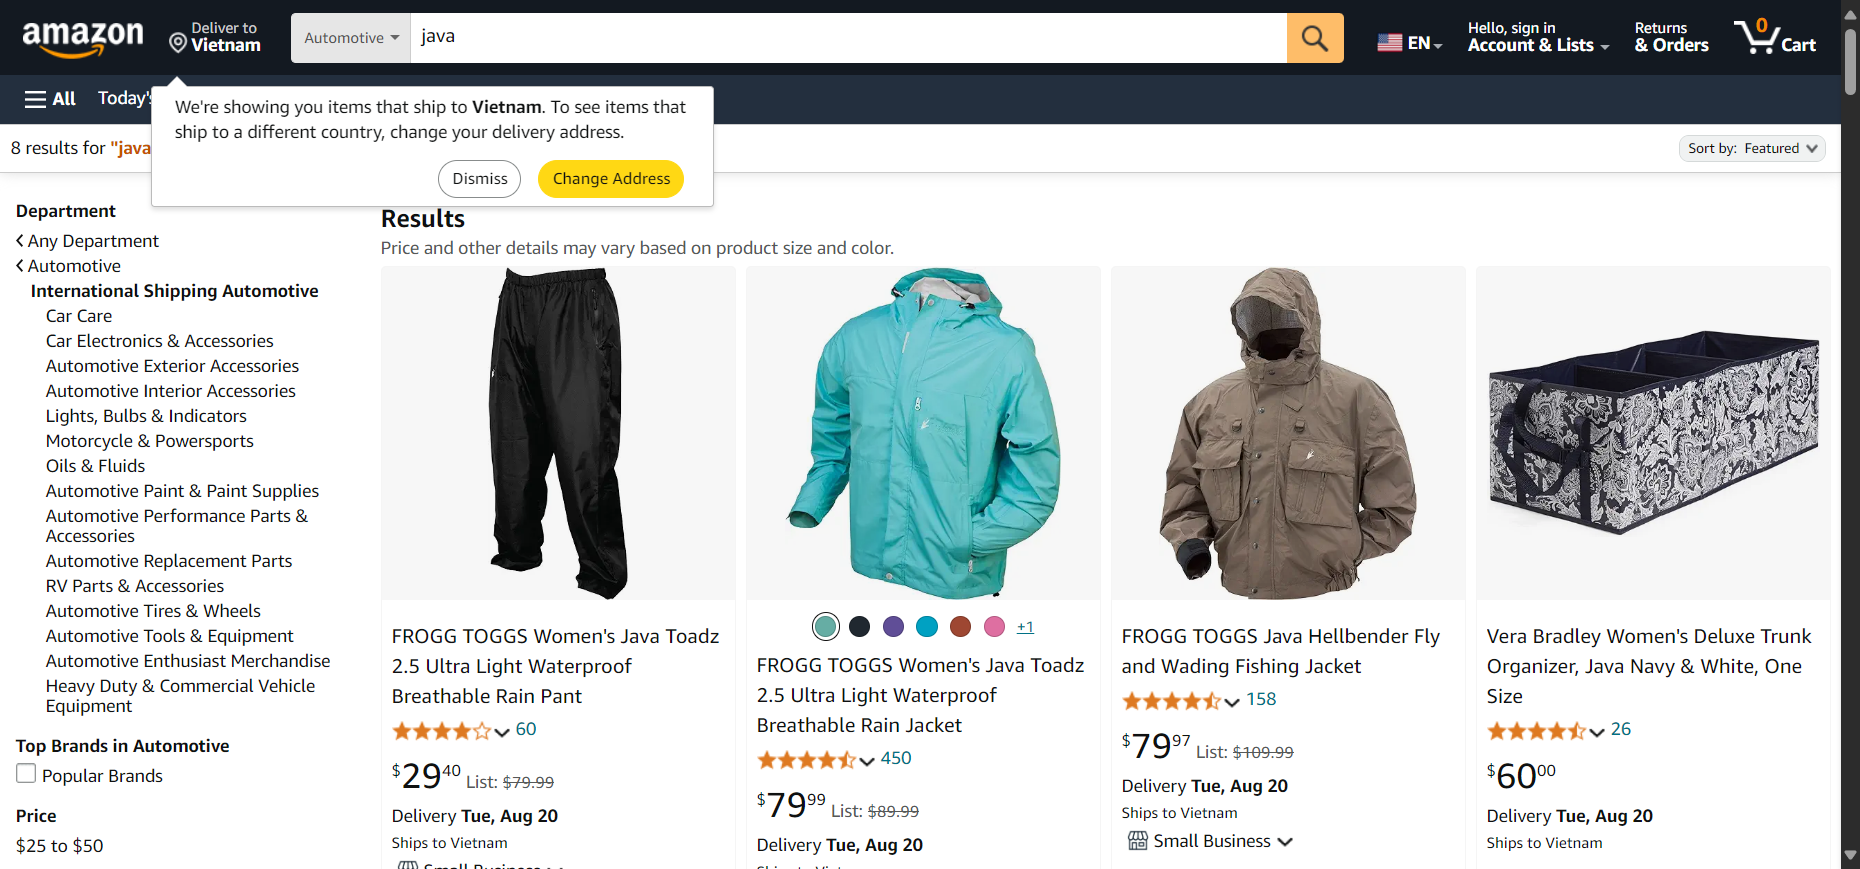 amazon
Deliver to
Vietnam
Automotive
java
EN
Hello, sign in
Account & Lists
Returns
& Orders
0
Cart
All
Today's
We're showing you items that ship to Vietnam. To see items that
ship to a different country, change your delivery address.
Dismiss
Change Address
8 results for "java
Sort by: Featured
Department
Any Department
Automotive
International Shipping Automotive
Car Care
Car Electronics & Accessories
Automotive Exterior Accessories
Automotive Interior Accessories
Lights, Bulbs & Indicators
Motorcycle & Powersports
Oils & Fluids
Automotive Paint & Paint Supplies
Automotive Performance Parts &
Accessories
Automotive Replacement Parts
RV Parts & Accessories
Automotive Tires & Wheels
Automotive Tools & Equipment
Automotive Enthusiast Merchandise
Heavy Duty & Commercial Vehicle
Equipment
Top Brands in Automotive
Popular Brands
Price
$25 to $50
Results
Price and other details may vary based on product size and color.
FROGG TOGGS Women's Java Toadz
2.5 Ultra Light Waterproof
Breathable Rain Pant
60
$29.40 List: $79.99
Delivery Tue, Aug 20
Ships to Vietnam
Small Business
+1
FROGG TOGGS Women's Java Toadz
2.5 Ultra Light Waterproof
Breathable Rain Jacket
450
$79.99 List: $89.99
Delivery Tue, Aug 20
Ships to Vietnam
FROGG TOGGS Java Hellbender Fly
and Wading Fishing Jacket
158
$79.97 List: $109.99
Delivery Tue, Aug 20
Ships to Vietnam
Small Business
Vera Bradley Women's Deluxe Trunk
Organizer, Java Navy & White, One
Size
26
$60.00
Delivery Tue, Aug 20
Ships to Vietnam